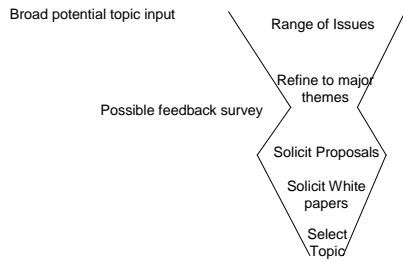 Broad potential topic input
Range of Issues
Refine to major
themes
Possible feedback survey
Solicit Proposals
Solicit White
papers
Select
Topic